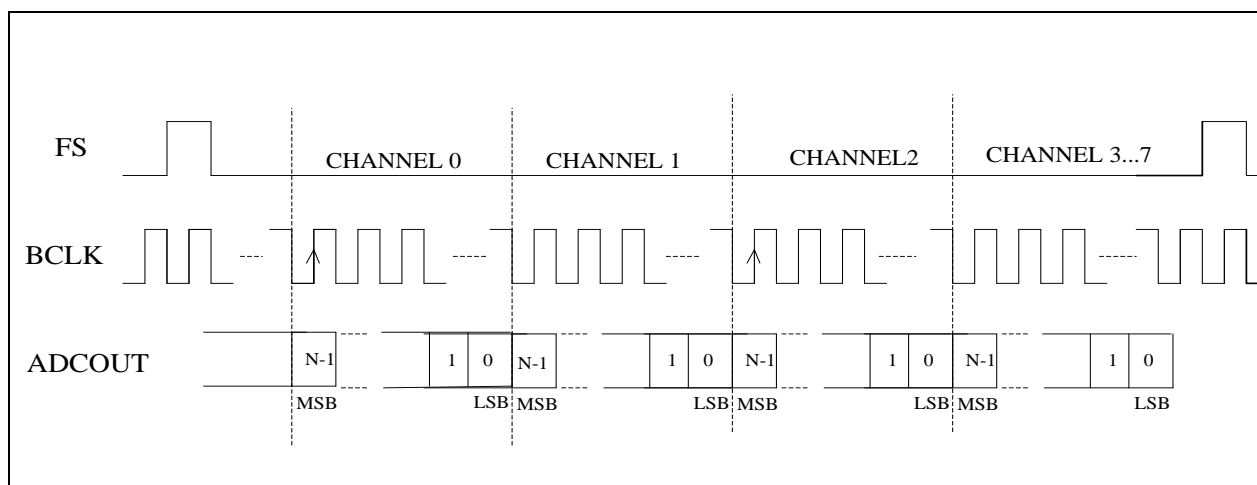 FS
CHANNEL 0
CHANNEL 1
CHANNEL2
CHANNEL 3...7
BCLK
ADCOUT
N-1
1 0
N-1
1 0
N-1
1 0
N-1
1 0
MSB
LSB MSB
LSB MSB
LSB MSB
LSB